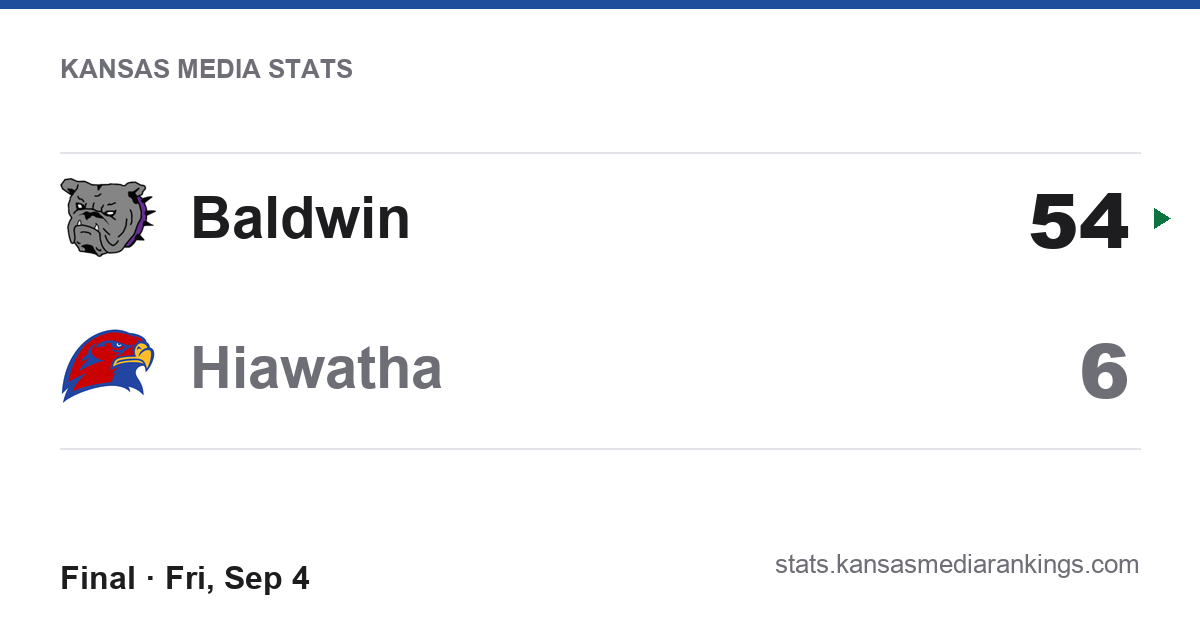 KANSAS MEDIA STATS
Baldwin 54
Hiawatha 6
Final · Fri, Sep 4
stats.kansasmediarankings.com